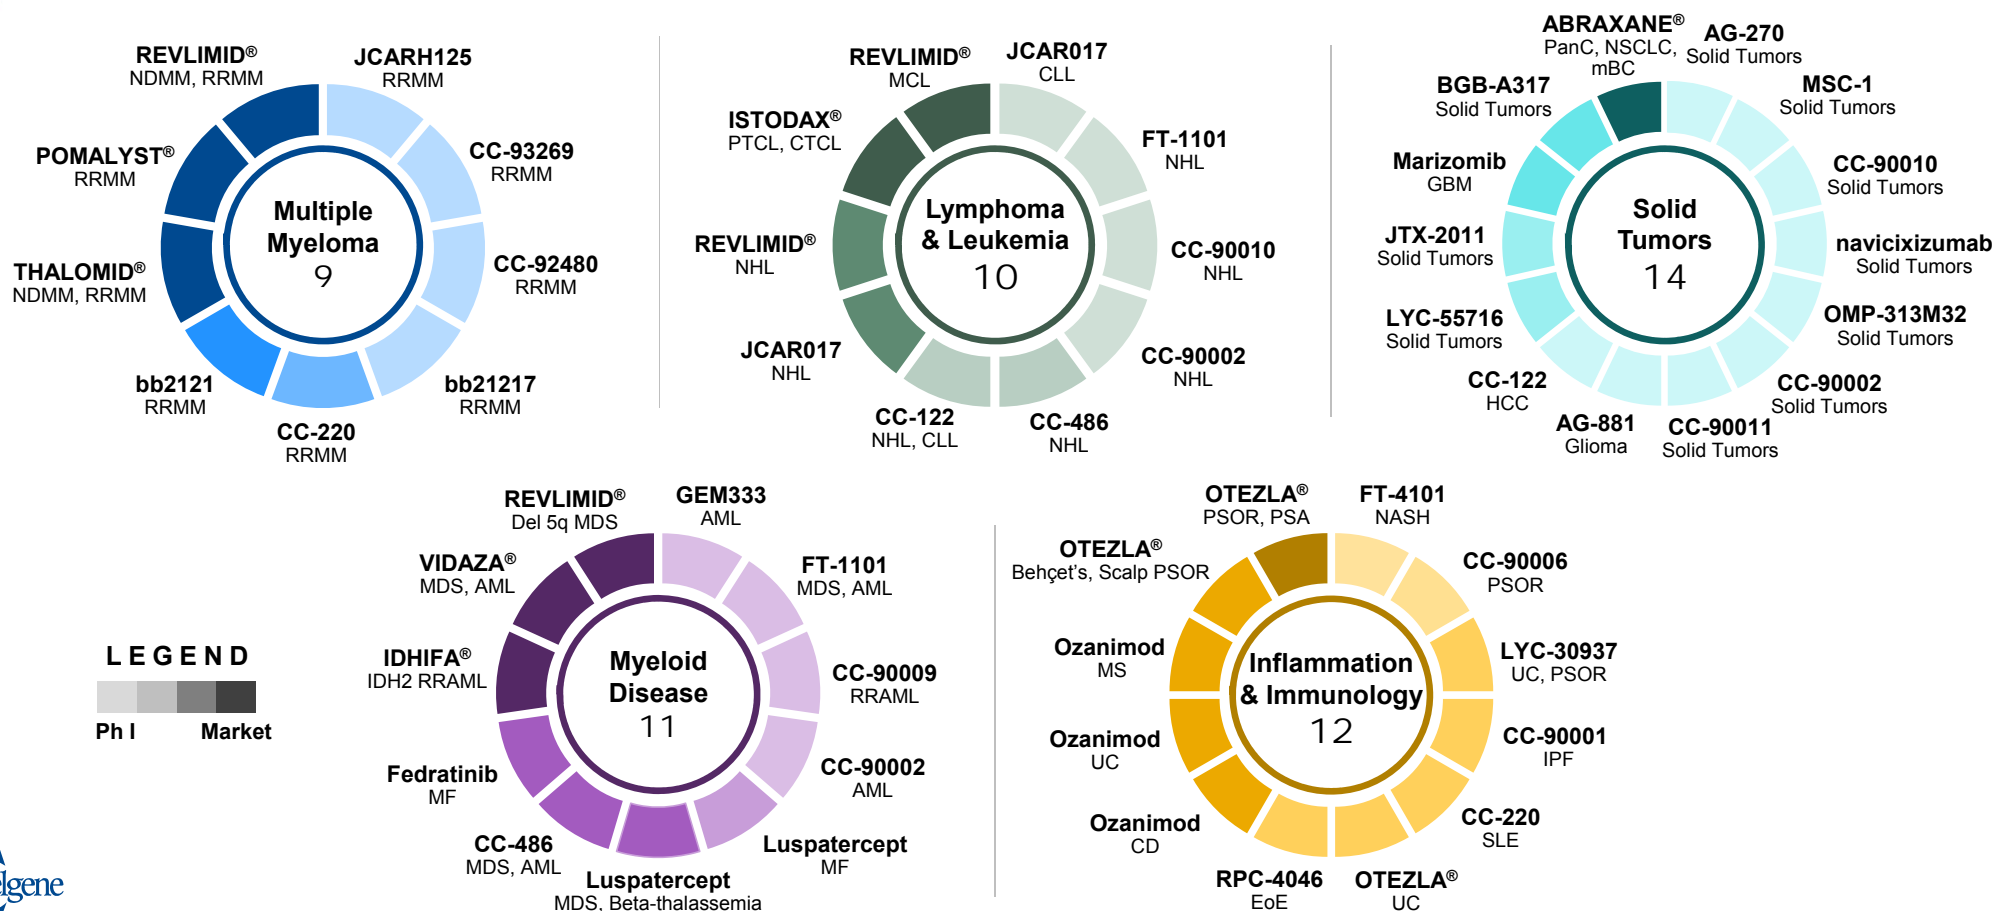 REVLIMID®
NDMM, RRMM
JCARH125
RRMM
POMALYST®
RRMM
CC-93269
RRMM
THALOMID®
NDMM, RRMM
CC-92480
RRMM
bb2121
RRMM
bb21217
RRMM
CC-220
RRMM
Multiple
Myeloma
9
REVLIMID®
MCL
JCAR017
CLL
ISTODAX®
PTCL, CTCL
FT-1101
NHL
REVLIMID®
NHL
CC-90010
NHL
JCAR017
NHL
CC-90002
NHL
CC-122
NHL, CLL
CC-486
NHL
Lymphoma
& Leukemia
10
ABRAXANE®
PanC, NSCLC,
mBC
AG-270
Solid Tumors
BGB-A317
Solid Tumors
MSC-1
Solid Tumors
Marizomib
GBM
CC-90010
Solid Tumors
JTX-2011
Solid Tumors
navicixizumab
Solid Tumors
LYC-55716
Solid Tumors
OMP-313M32
Solid Tumors
CC-122
HCC
CC-90002
Solid Tumors
AG-881
Glioma
CC-90011
Solid Tumors
Solid
Tumors
14
REVLIMID®
Del 5q MDS
GEM333
AML
VIDAZA®
MDS, AML
FT-1101
MDS, AML
IDHIFA®
IDH2 RRAML
CC-90009
RRAML
Fedratinib
MF
CC-90002
AML
CC-486
MDS, AML
Luspatercept
MF
Luspatercept
MDS, Beta-thalassemia
Myeloid
Disease
11
OTEZLA®
PSOR, PSA
FT-4101
NASH
OTEZLA®
Behçet's, Scalp PSOR
CC-90006
PSOR
Ozanimod
MS
LYC-30937
UC, PSOR
Ozanimod
UC
CC-90001
IPF
Ozanimod
CD
CC-220
SLE
RPC-4046
EoE
OTEZLA®
UC
Inflammation
& Immunology
12
LEGEND
Ph I Market
elgene